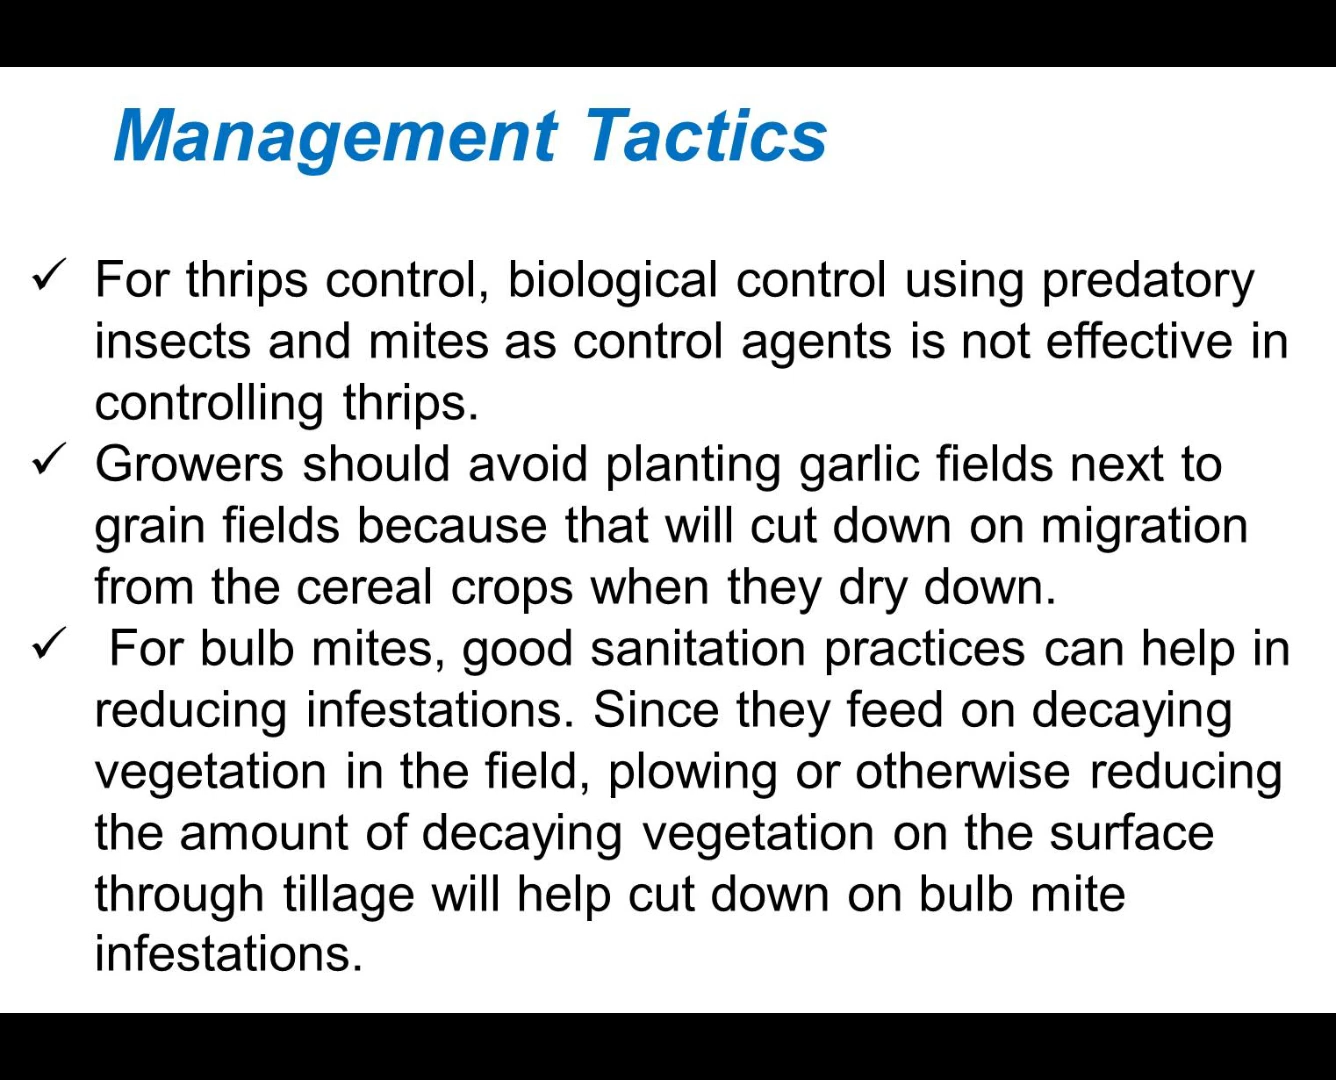 Management Tactics
✓ For thrips control, biological control using predatory
insects and mites as control agents is not effective in
controlling thrips.
✓ Growers should avoid planting garlic fields next to
grain fields because that will cut down on migration
from the cereal crops when they dry down.
✓ For bulb mites, good sanitation practices can help in
reducing infestations. Since they feed on decaying
vegetation in the field, plowing or otherwise reducing
the amount of decaying vegetation on the surface
through tillage will help cut down on bulb mite
infestations.